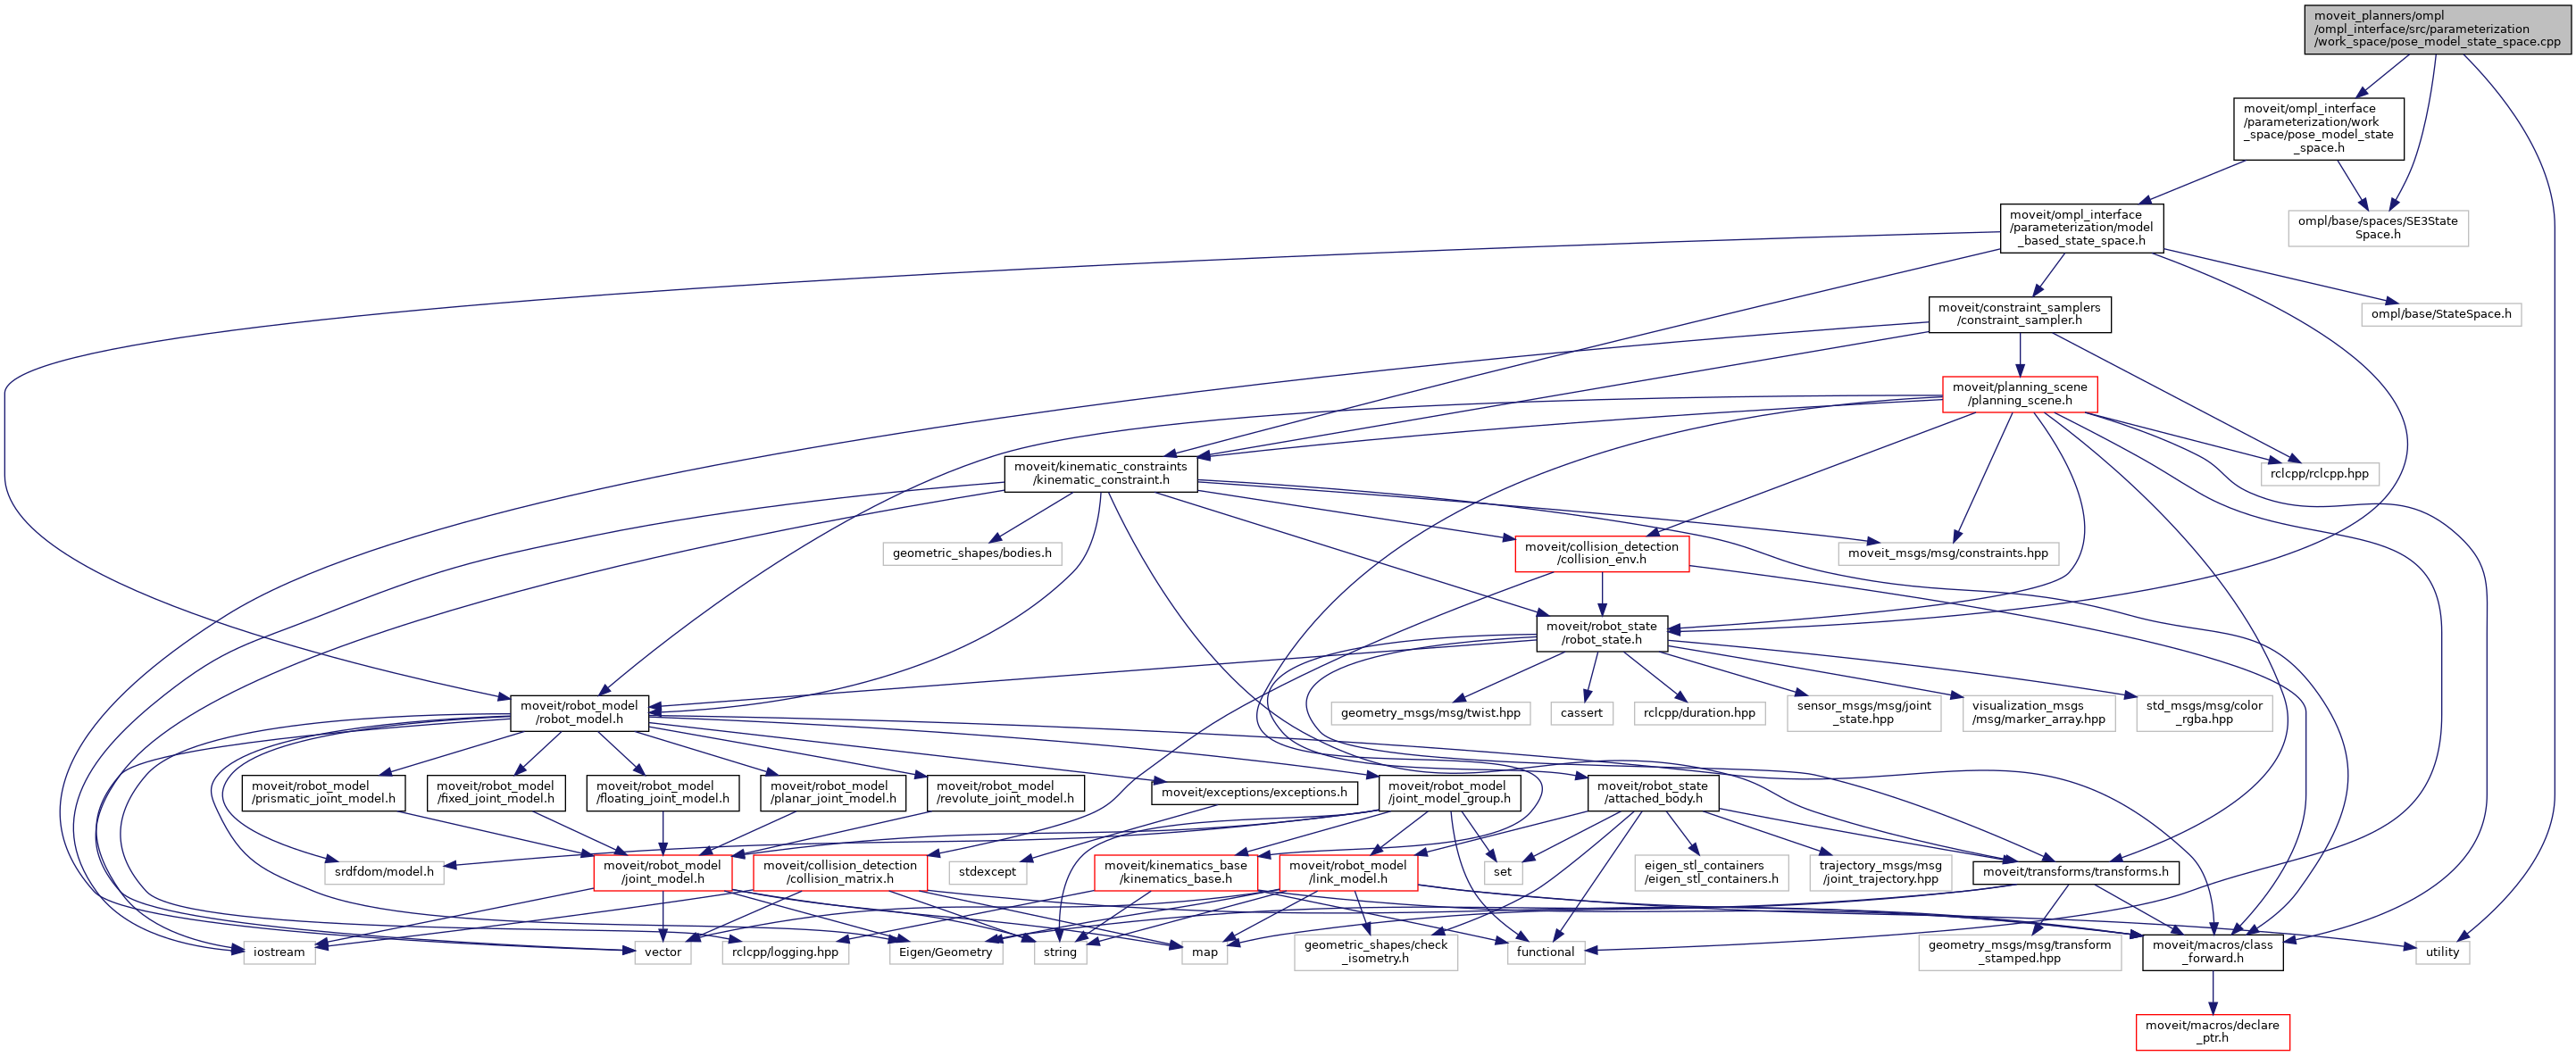 moveit_planners/ompl
/ompl_interface/src/parameterization
/work_space/pose_model_state_space.cpp
moveit/ompl_interface
/parameterization/work
_space/pose_model_state
_space.h
moveit/ompl_interface
/parameterization/model
_based_state_space.h
ompl/base/spaces/SE3State
Space.h
moveit/constraint_samplers
/constraint_sampler.h
ompl/base/StateSpace.h
moveit/planning_scene
/planning_scene.h
moveit/kinematic_constraints
/kinematic_constraint.h
rclcpp/rclcpp.hpp
geometric_shapes/bodies.h
moveit/collision_detection
/collision_env.h
moveit_msgs/msg/constraints.hpp
moveit/robot_state
/robot_state.h
moveit/robot_model
/robot_model.h
geometry_msgs/msg/twist.hpp
cassert
rclcpp/duration.hpp
sensor_msgs/msg/joint
_state.hpp
visualization_msgs
/msg/marker_array.hpp
std_msgs/msg/color
_rgba.hpp
moveit/robot_model
/prismatic_joint_model.h
moveit/robot_model
/fixed_joint_model.h
moveit/robot_model
/floating_joint_model.h
moveit/robot_model
/planar_joint_model.h
moveit/robot_model
/revolute_joint_model.h
moveit/exceptions/exceptions.h
moveit/robot_model
/joint_model_group.h
moveit/robot_state
/attached_body.h
srdfdom/model.h
moveit/robot_model
/joint_model.h
moveit/collision_detection
/collision_matrix.h
stdexcept
moveit/kinematics_base
/kinematics_base.h
moveit/robot_model
/link_model.h
set
eigen_stl_containers
/eigen_stl_containers.h
trajectory_msgs/msg
/joint_trajectory.hpp
moveit/transforms/transforms.h
iostream
vector
rclcpp/logging.hpp
Eigen/Geometry
string
map
geometric_shapes/check
_isometry.h
functional
geometry_msgs/msg/transform
_stamped.hpp
moveit/macros/class
_forward.h
utility
moveit/macros/declare
_ptr.h